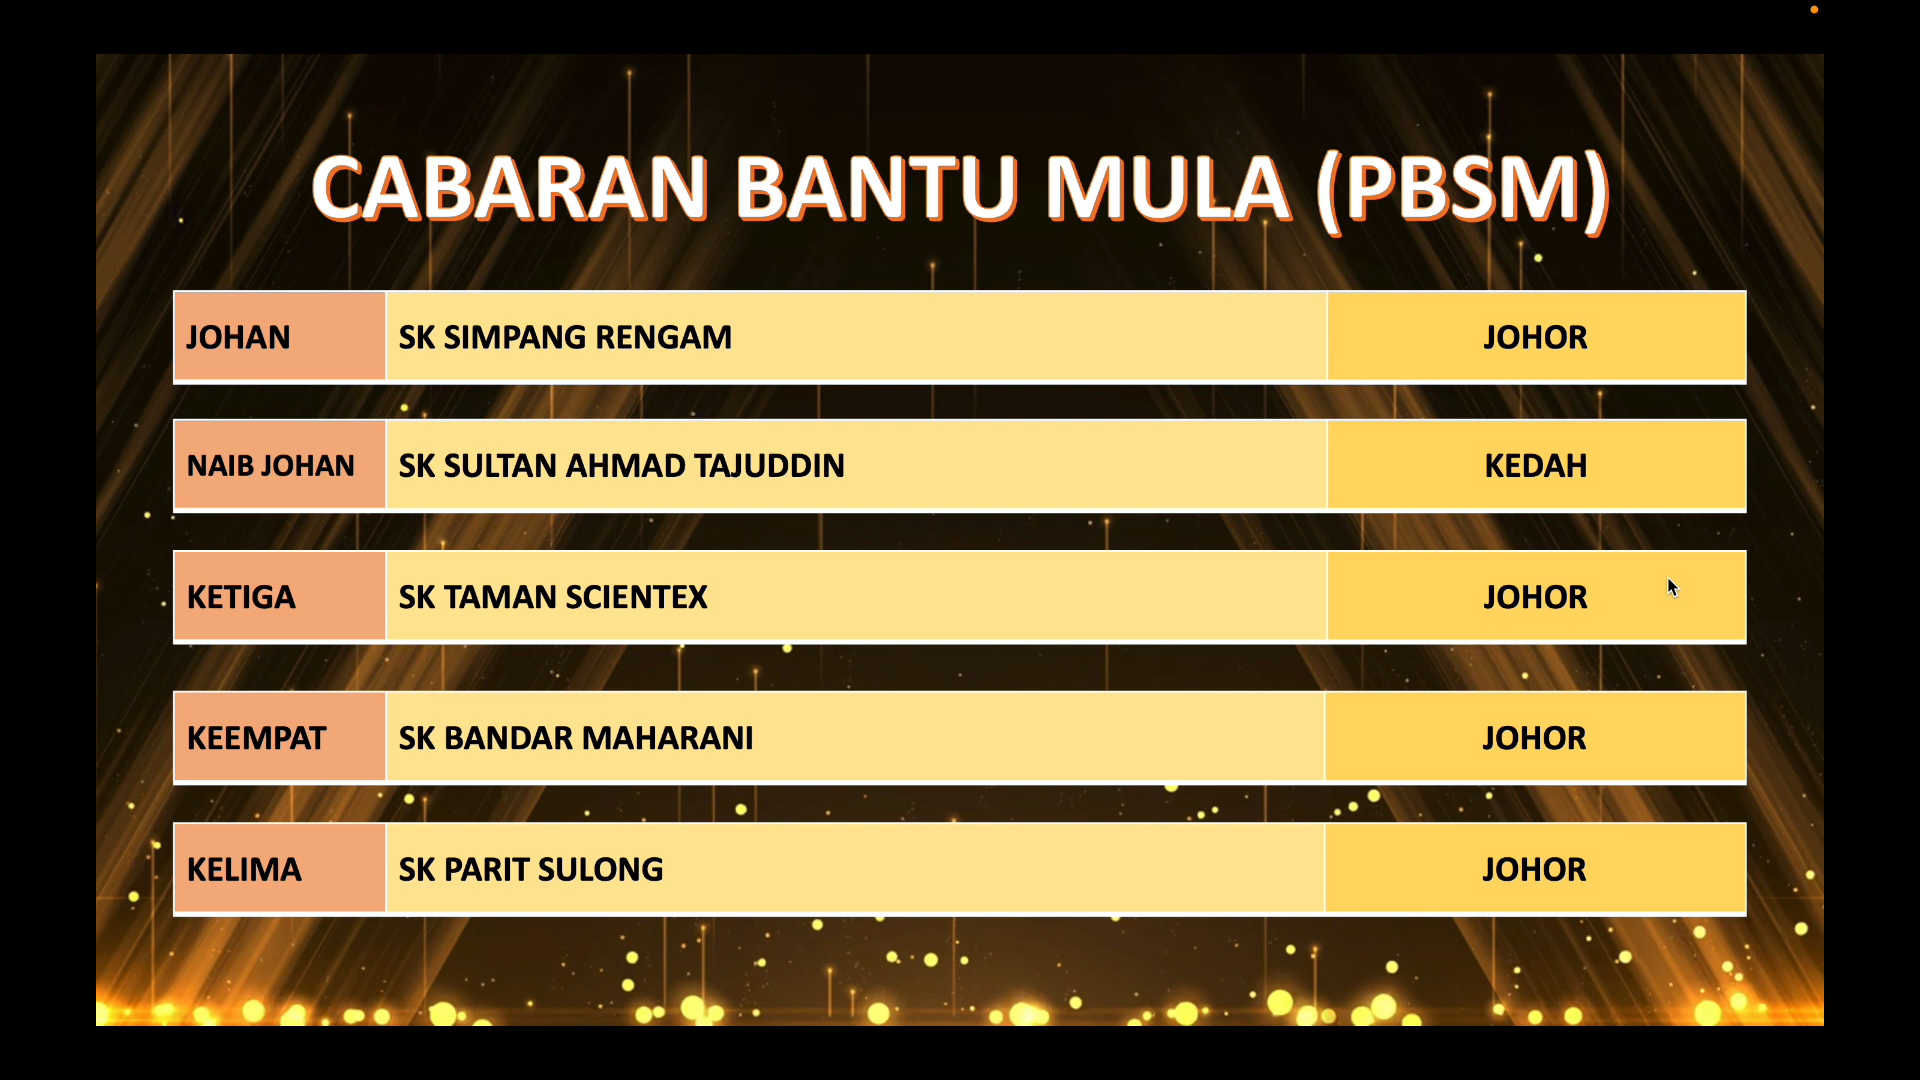 CABARAN BANTU MULA (PBSM)
JOHAN SK SIMPANG RENGAM JOHOR
NAIB JOHAN SK SULTAN AHMAD TAJUDDIN KEDAH
KETIGA SK TAMAN SCIENTEX JOHOR
KEEMPAT SK BANDAR MAHARANI JOHOR
KELIMA SK PARIT SULONG JOHOR